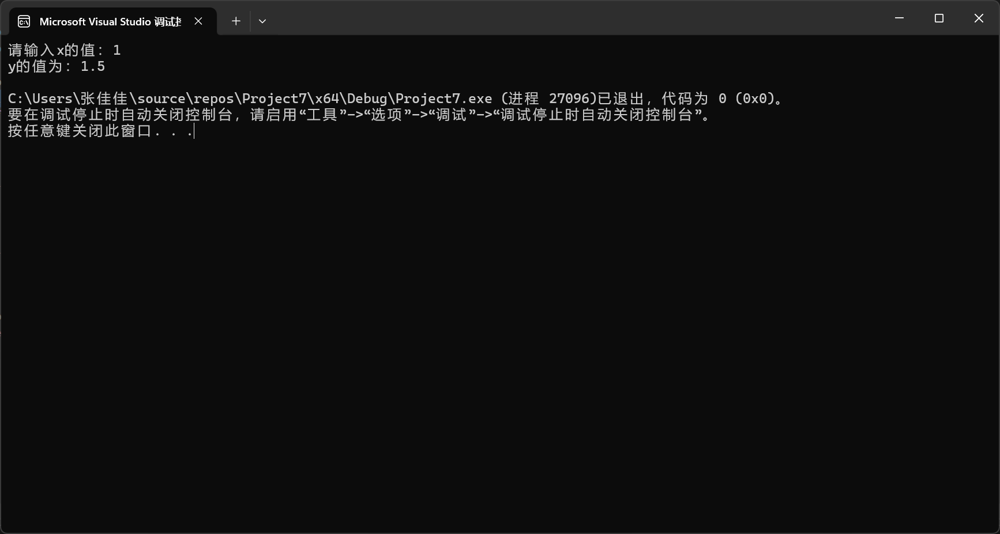 Microsoft Visual Studio 调试
请输入x的值：1
y的值为：1.5
C:\Users\张佳佳\source\repos\Project7\x64\Debug\Project7.exe (进程 27096)已退出，代码为 0 (0x0)。
要在调试停止时自动关闭控制台，请启用“工具”->“选项”->“调试”->“调试停止时自动关闭控制台”。
按任意键关闭此窗口. . .